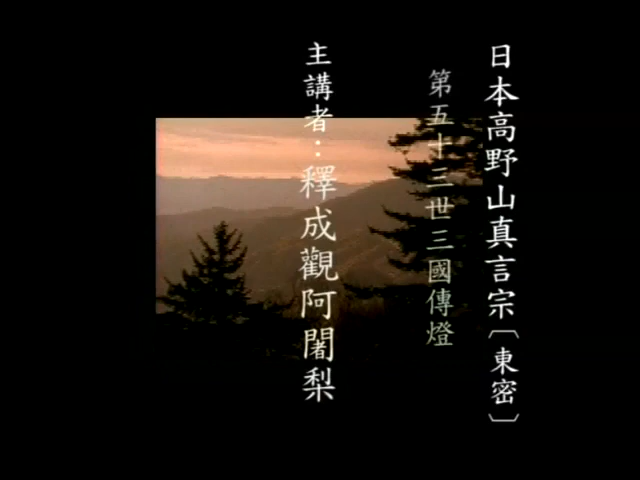 日本高野山真言宗〔東密〕
第五十三世三國傳燈
主講者：釋成觀阿闍梨